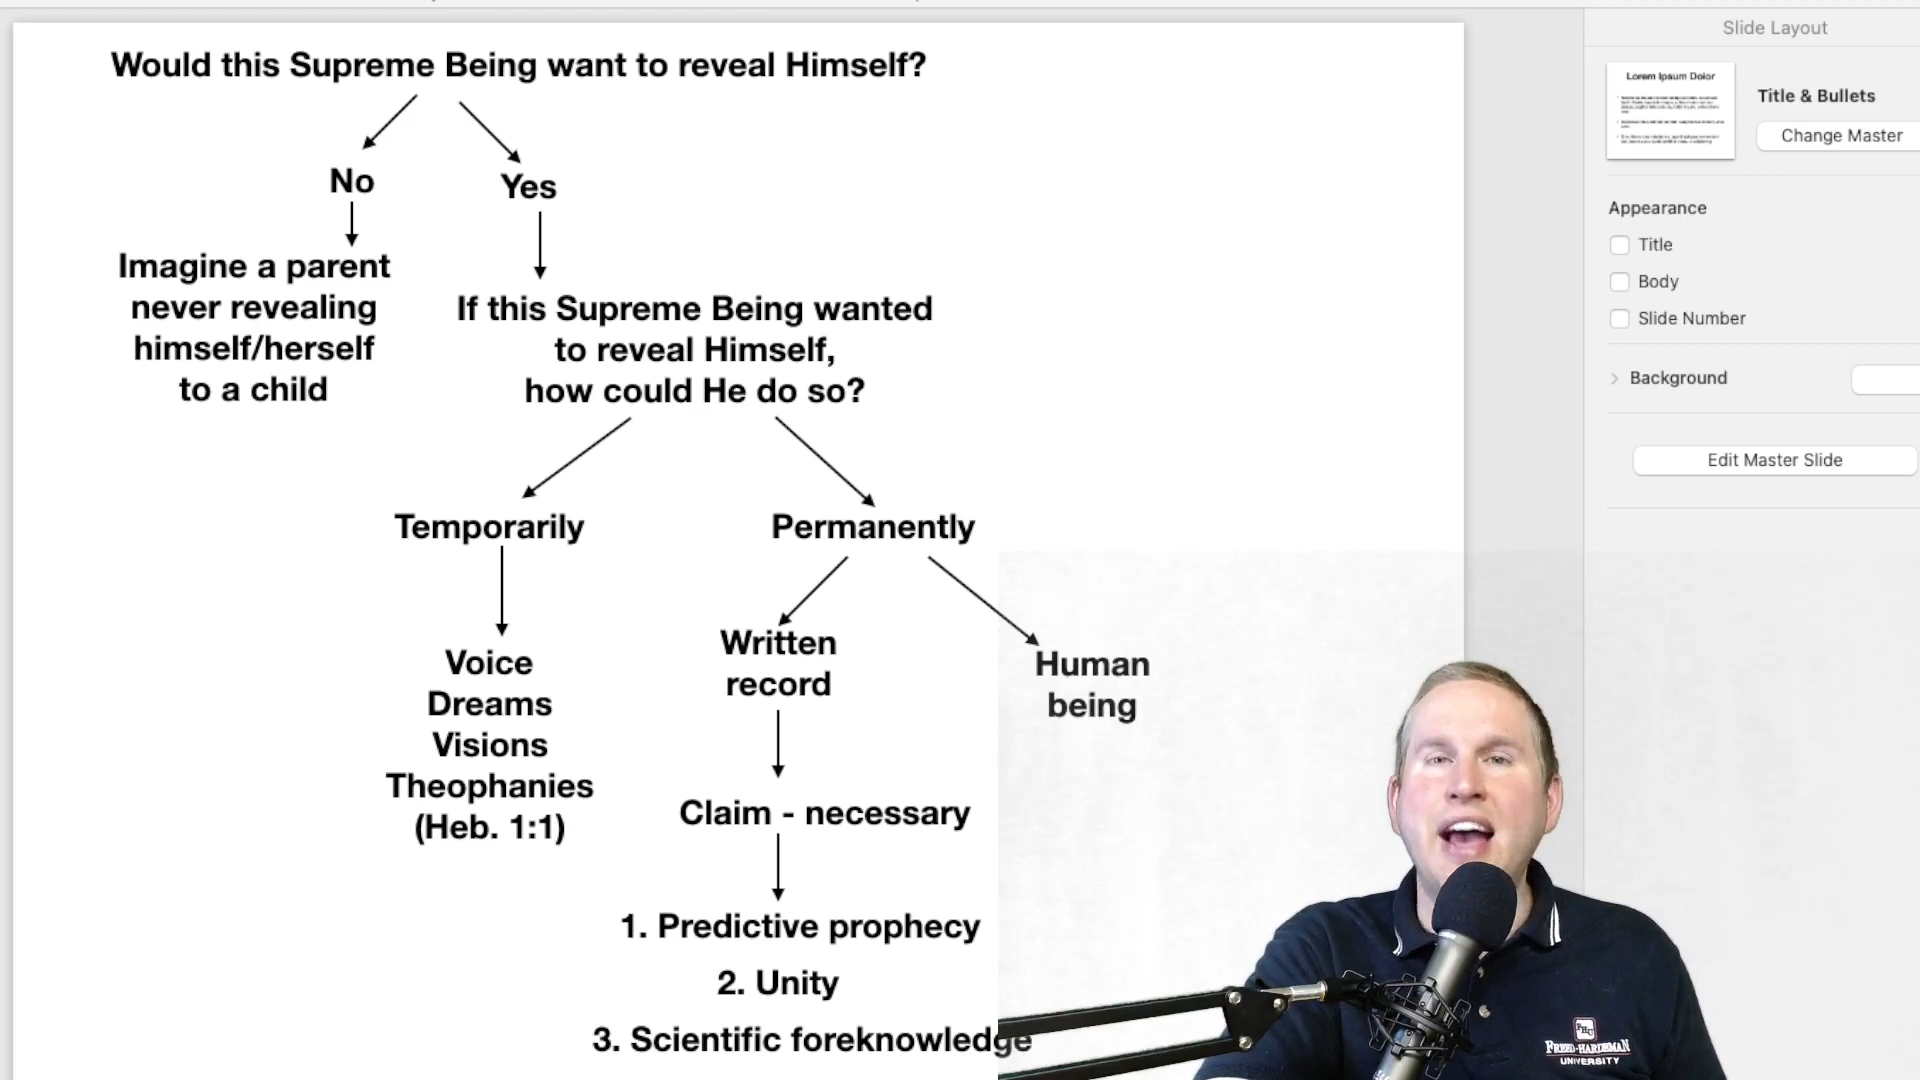 Would this Supreme Being want to reveal Himself?
No
Yes
Imagine a parent
never revealing
himself/herself
to a child
If this Supreme Being wanted
to reveal Himself,
how could He do so?
Temporarily
Permanently
Voice
Dreams
Visions
Theophanies
(Heb. 1:1)
Written
record
Human
being
Claim - necessary
1. Predictive prophecy
2. Unity
3. Scientific foreknowledge
Slide Layout
Lorem Ipsum Dolor
Title & Bullets
Change Master
Appearance
Title
Body
Slide Number
Background
Edit Master Slide
FHU
FREED-HARDEMAN
UNIVERSITY